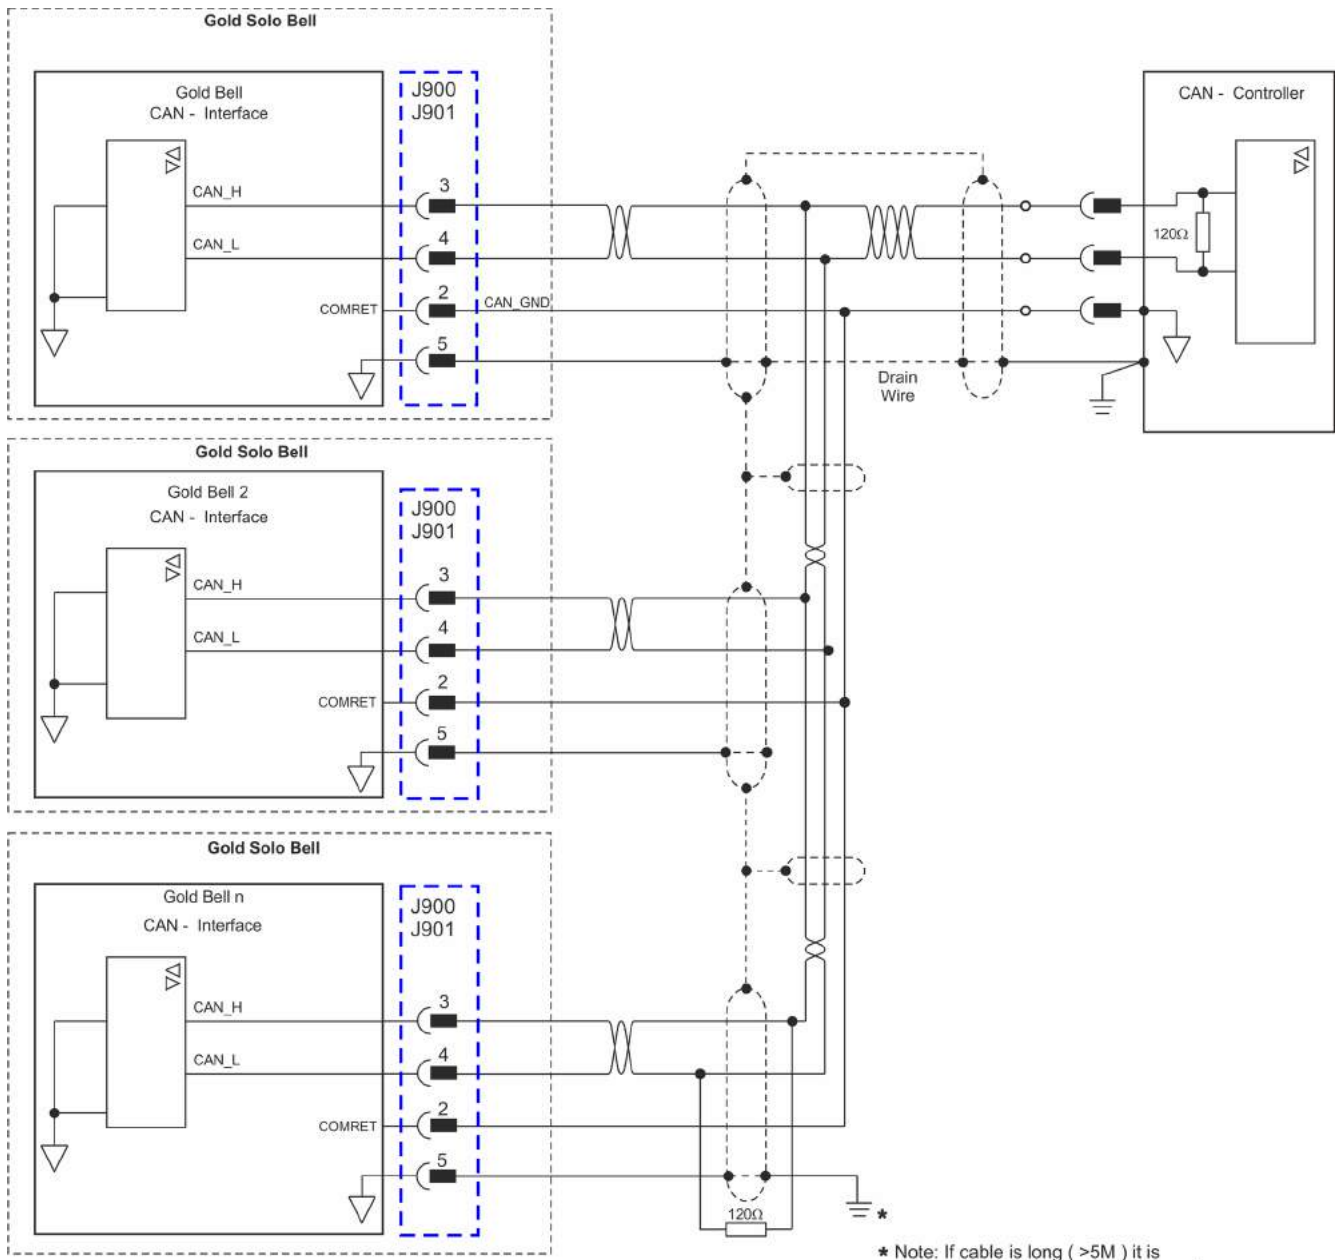 Gold Solo Bell
Gold Bell
CAN - Interface
J900
J901
CAN_H
3
CAN_L
4
COMRET
2
CAN_GND
5
Drain
Wire
CAN - Controller
120Ω
Gold Solo Bell
Gold Bell 2
CAN - Interface
J900
J901
CAN_H
3
CAN_L
4
COMRET
2
5
Gold Solo Bell
Gold Bell n
CAN - Interface
J900
J901
CAN_H
3
CAN_L
4
COMRET
2
5
120Ω
*
* Note: If cable is long ( >5M ) it is